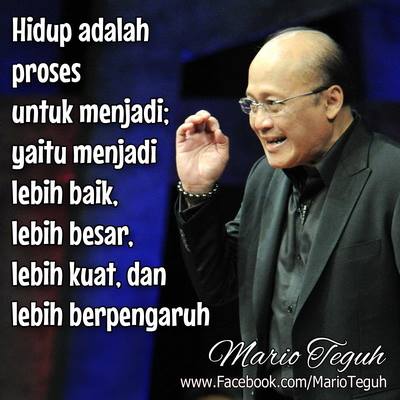 Hidup adalah
proses
untuk menjadi;
yaitu menjadi
lebih baik,
lebih besar,
lebih kuat, dan
lebih berpengaruh
Mario Teguh
www.Facebook.com/MarioTeguh